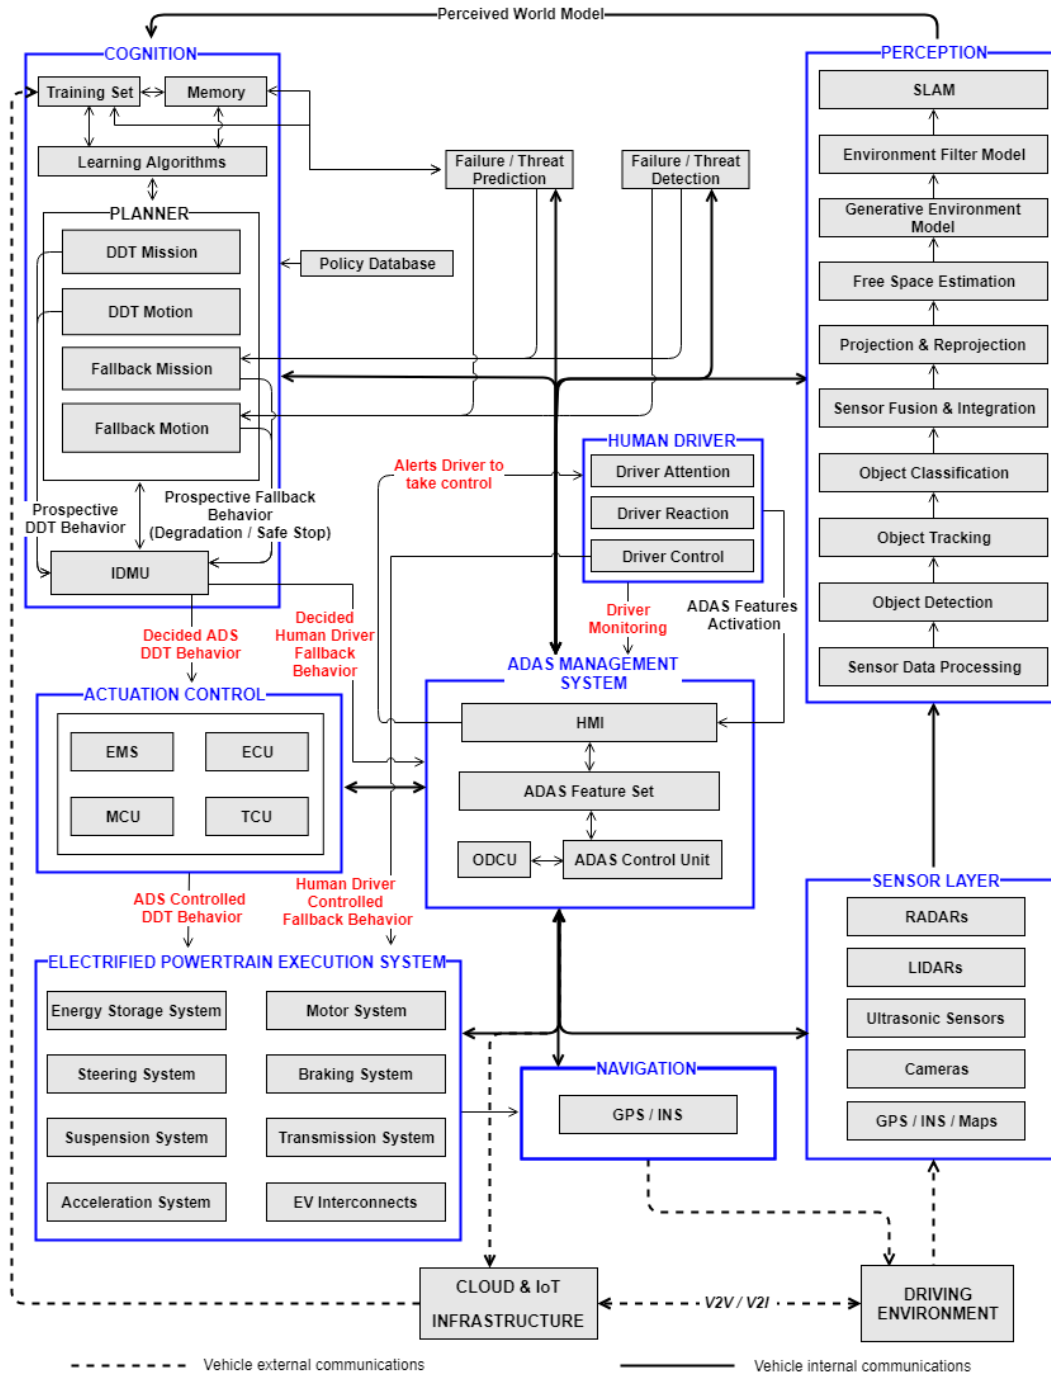 Perceived World Model
COGNITION
Training Set
Memory
Learning Algorithms
PLANNER
DDT Mission
DDT Motion
Fallback Mission
Fallback Motion
Prospective
DDT Behavior
Prospective Fallback
Behavior
(Degradation / Safe Stop)
IDMU
Failure / Threat
Prediction
Failure / Threat
Detection
Policy Database
PERCEPTION
SLAM
Environment Filter Model
Generative Environment
Model
Free Space Estimation
Projection & Reprojection
Sensor Fusion & Integration
Object Classification
Object Tracking
Object Detection
Sensor Data Processing
HUMAN DRIVER
Driver Attention
Driver Reaction
Driver Control
Alerts Driver to
take control
Driver
Monitoring
ADAS Features
Activation
Decided ADS
DDT Behavior
Decided
Human Driver
Fallback
Behavior
ADAS MANAGEMENT
SYSTEM
HMI
ADAS Feature Set
ODCU
ADAS Control Unit
ACTUATION CONTROL
EMS
ECU
MCU
TCU
ADS Controlled
DDT Behavior
Human Driver
Controlled
Fallback Behavior
ELECTRIFIED POWERTRAIN EXECUTION SYSTEM
Energy Storage System
Motor System
Steering System
Braking System
Suspension System
Transmission System
Acceleration System
EV Interconnects
NAVIGATION
GPS / INS
SENSOR LAYER
RADARs
LIDARs
Ultrasonic Sensors
Cameras
GPS / INS / Maps
CLOUD & IoT
INFRASTRUCTURE
V2V / V2I
DRIVING
ENVIRONMENT
Vehicle external communications
Vehicle internal communications